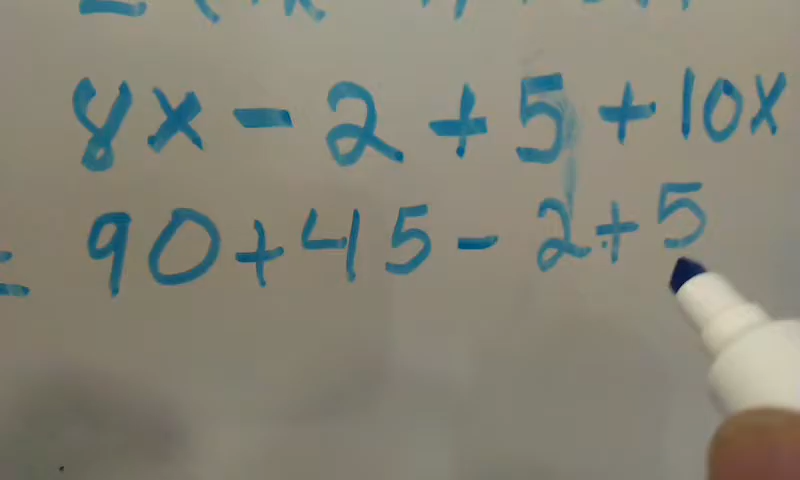 8x - 2 + 5 + 10x
= 90 + 45 - 2 + 5